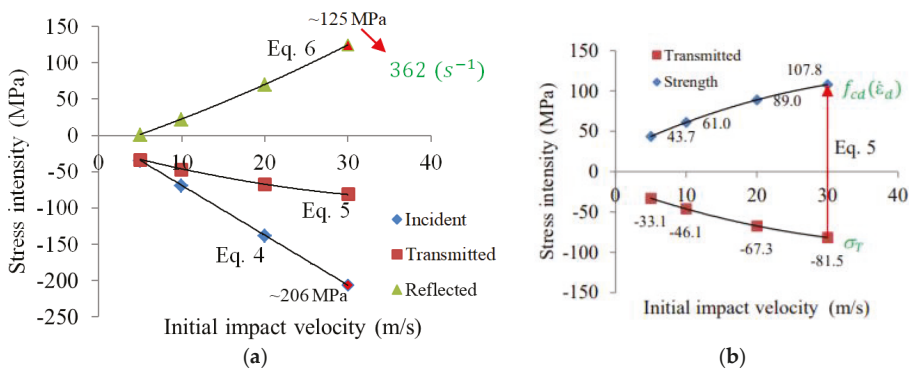 ~125 MPa
150
100
50
0
-50
-100
-150
-200
-250
Stress intensity (MPa)
Eq. 6
362 (s⁻¹)
0
10
20
30
40
Eq. 5
Eq. 4
~206 MPa
Incident
Transmitted
Reflected
Initial impact velocity (m/s)
(a)
150
100
50
0
-50
-100
-150
Stress intensity (MPa)
Transmitted
Strength
107.8
89.0
61.0
43.7
f_cd(ε̇_d)
Eq. 5
0
10
20
30
40
-33.1
-46.1
-67.3
-81.5
σ_T
Initial impact velocity (m/s)
(b)